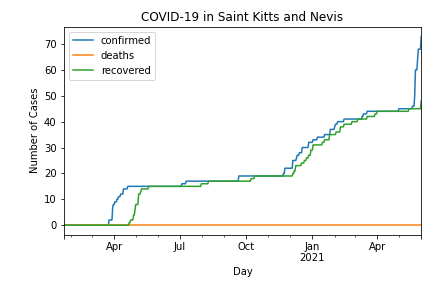 COVID-19 in Saint Kitts and Nevis
confirmed
deaths
recovered
70
60
50
40
30
20
10
0
Number of Cases
Apr Jul Oct Jan Apr
2021
Day